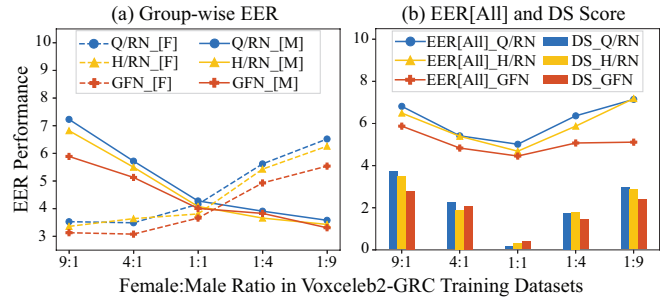 (a) Group-wise EER
(b) EER[All] and DS Score
EER Performance
10
9
8
7
6
5
4
3
Q/RN_[F]
H/RN_[F]
GFN_[F]
Q/RN_[M]
H/RN_[M]
GFN_[M]
9:1
4:1
1:1
1:4
1:9
10
8
6
4
2
0
EER[All]_Q/RN
EER[All]_H/RN
EER[All]_GFN
DS_Q/RN
DS_H/RN
DS_GFN
9:1
4:1
1:1
1:4
1:9
Female:Male Ratio in Voxceleb2-GRC Training Datasets